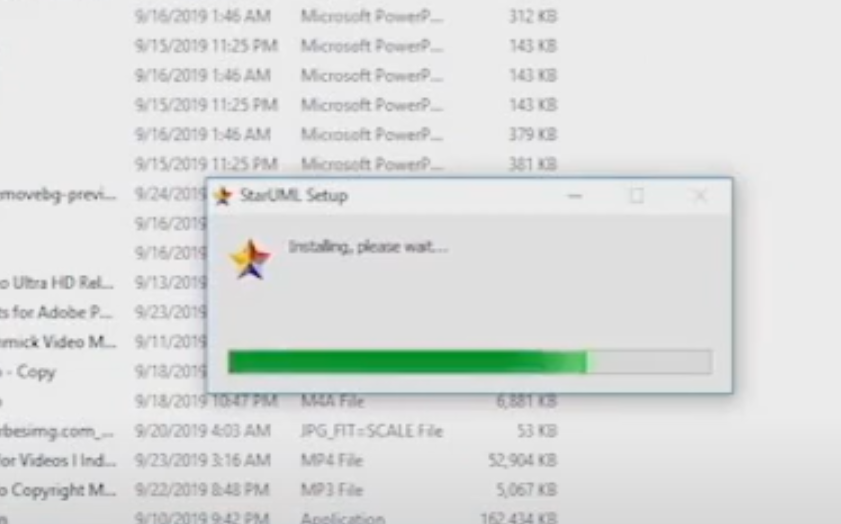 9/16/2019 1:46 AM Microsoft PowerP... 312 KB
9/15/2019 11:25 PM Microsoft PowerP... 143 KB
9/16/2019 1:46 AM Microsoft PowerP... 143 KB
9/15/2019 11:25 PM Microsoft PowerP... 143 KB
9/16/2019 1:46 AM Microsoft PowerP... 379 KB
9/15/2019 11:25 PM Microsoft PowerP... 381 KB
movebg-previ... 9/24/2019
StarUML Setup
9/16/2019
Installing, please wait...
9/16/2019
o Ultra HD Rel... 9/13/2019
ts for Adobe P... 9/23/2019
mmick Video M... 9/11/2019
- Copy 9/18/2019
9/18/2019 10:47 PM M4A File 6,881 KB
rbesimg.com_... 9/20/2019 4:03 AM JPG_FIT=SCALE File 53 KB
or Videos I Ind... 9/23/2019 3:16 AM MP4 File 52,904 KB
o Copyright M... 9/22/2019 8:48 PM MP3 File 5,067 KB
9/10/2019 9:42 PM Application 162,434 KB